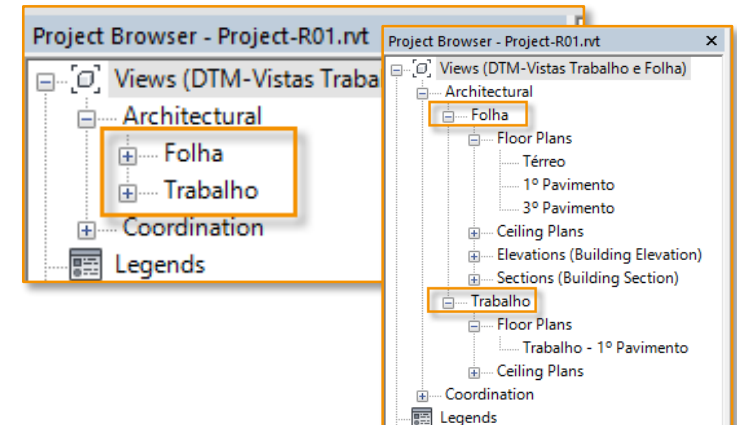 Project Browser - Project-R01.rvt
Views (DTM-Vistas Traba
Architectural
Folha
Trabalho
Coordination
Legends
Project Browser - Project-R01.rvt X
Views (DTM-Vistas Trabalho e Folha)
Architectural
Folha
Floor Plans
Térreo
1º Pavimento
3º Pavimento
Ceiling Plans
Elevations (Building Elevation)
Sections (Building Section)
Trabalho
Floor Plans
Trabalho - 1º Pavimento
Ceiling Plans
Coordination
Legends